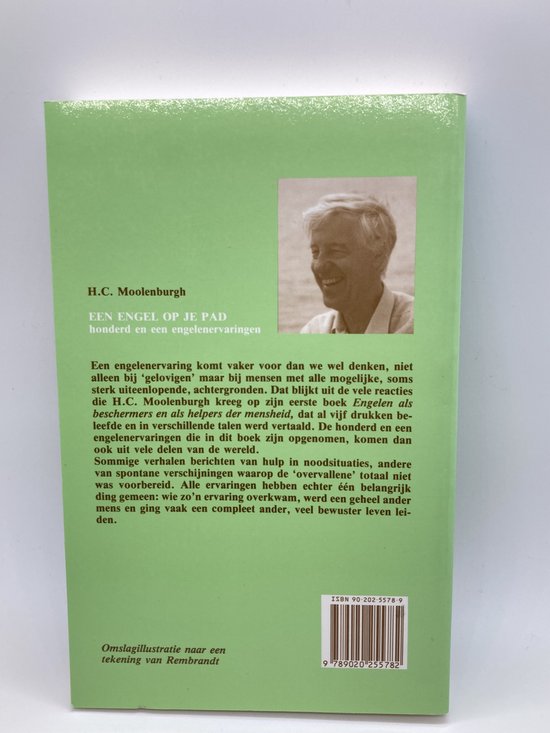 H.C. Moolenburgh
EEN ENGEL OP JE PAD
honderd en een engelenervaringen
Een engelenervaring komt vaker voor dan we wel denken, niet
alleen bij 'gelovigen' maar bij mensen met alle mogelijke, soms
sterk uiteenlopende, achtergronden. Dat blijkt uit de vele reacties
die H.C. Moolenburgh kreeg op zijn eerste boek Engelen als
beschermers en als helpers der mensheid, dat al vijf drukken be-
leefde en in verschillende talen werd vertaald. De honderd en een
engelenervaringen die in dit boek zijn opgenomen, komen dan
ook uit vele delen van de wereld.
Sommige verhalen berichten van hulp in noodsituaties, andere
van spontane verschijningen waarop de 'overvallene' totaal niet
was voorbereid. Alle ervaringen hebben echter één belangrijk
ding gemeen: wie zo'n ervaring overkwam, werd een geheel ander
mens en ging vaak een compleet ander, veel bewuster leven lei-
den.
ISBN 90-202-5578-9
9 789020 255782
Omslagillustratie naar een
tekening van Rembrandt